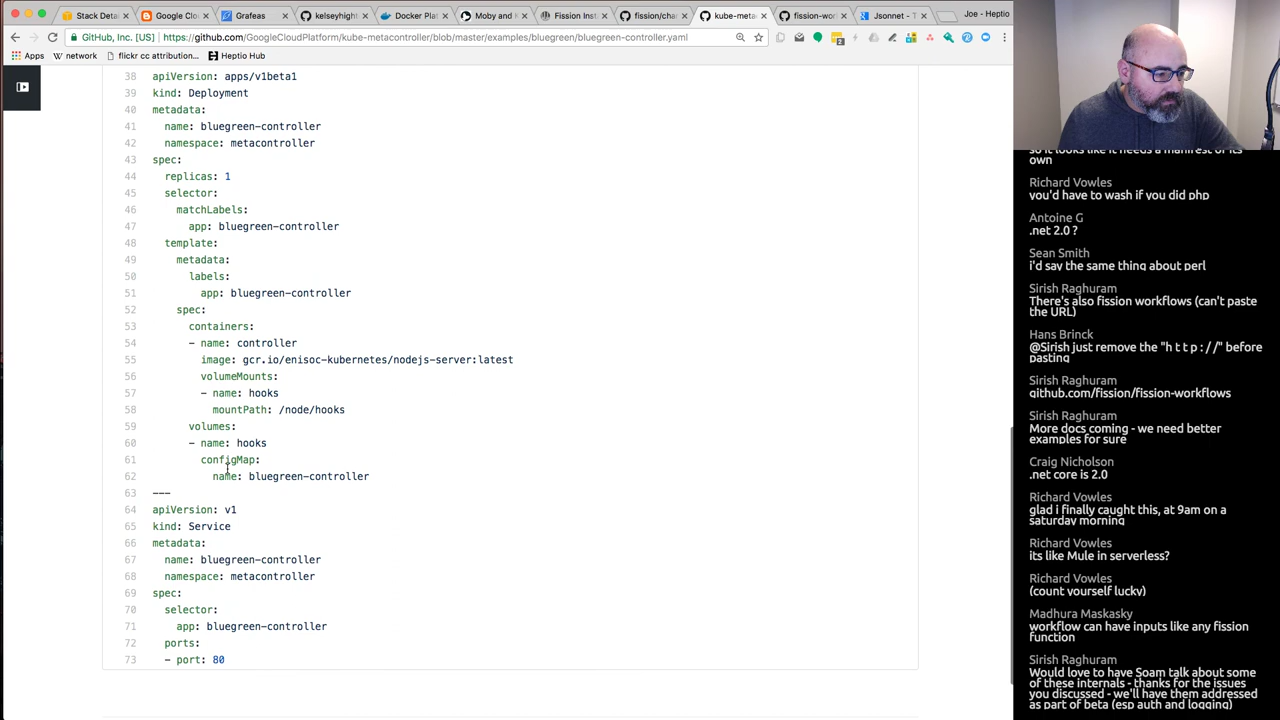 Stack Deta
Google Clo
Grafeas
kelseyhigh
Docker Pla
Moby and K
Fission Inst
fission/cha
kube-meta
fission-wor
Jsonnet - T
Joe - Heptio
GitHub, Inc. [US]
https://github.com/GoogleCloudPlatform/kube-metacontroller/blob/master/examples/bluegreen/bluegreen-controller.yaml
Apps
network
flickr cc attribution...
Heptio Hub
38 apiVersion: apps/v1beta1
39 kind: Deployment
40 metadata:
41 name: bluegreen-controller
42 namespace: metacontroller
43 spec:
44 replicas: 1
45 selector:
46 matchLabels:
47 app: bluegreen-controller
48 template:
49 metadata:
50 labels:
51 app: bluegreen-controller
52 spec:
53 containers:
54 - name: controller
55 image: gcr.io/enisoc-kubernetes/nodejs-server:latest
56 volumeMounts:
57 - name: hooks
58 mountPath: /node/hooks
59 volumes:
60 - name: hooks
61 configMap:
62 name: bluegreen-controller
63 ---
64 apiVersion: v1
65 kind: Service
66 metadata:
67 name: bluegreen-controller
68 namespace: metacontroller
69 spec:
70 selector:
71 app: bluegreen-controller
72 ports:
73 - port: 80
so it looks like it needs a manifest of its
own
Richard Vowles
you'd have to wash if you did php
Antoine G
.net 2.0 ?
Sean Smith
i'd say the same thing about perl
Sirish Raghuram
There's also fission workflows (can't paste
the URL)
Hans Brinck
@Sirish just remove the "h t t p : / /" before
pasting
Sirish Raghuram
github.com/fission/fission-workflows
Sirish Raghuram
More docs coming - we need better
examples for sure
Craig Nicholson
.net core is 2.0
Richard Vowles
glad i finally caught this, at 9am on a
saturday morning
Richard Vowles
its like Mule in serverless?
Richard Vowles
(count yourself lucky)
Madhura Maskasky
workflow can have inputs like any fission
function
Sirish Raghuram
Would love to have Soam talk about some
of these internals - thanks for the issues
you discussed - we'll have them addressed
as part of beta (esp auth and logging)